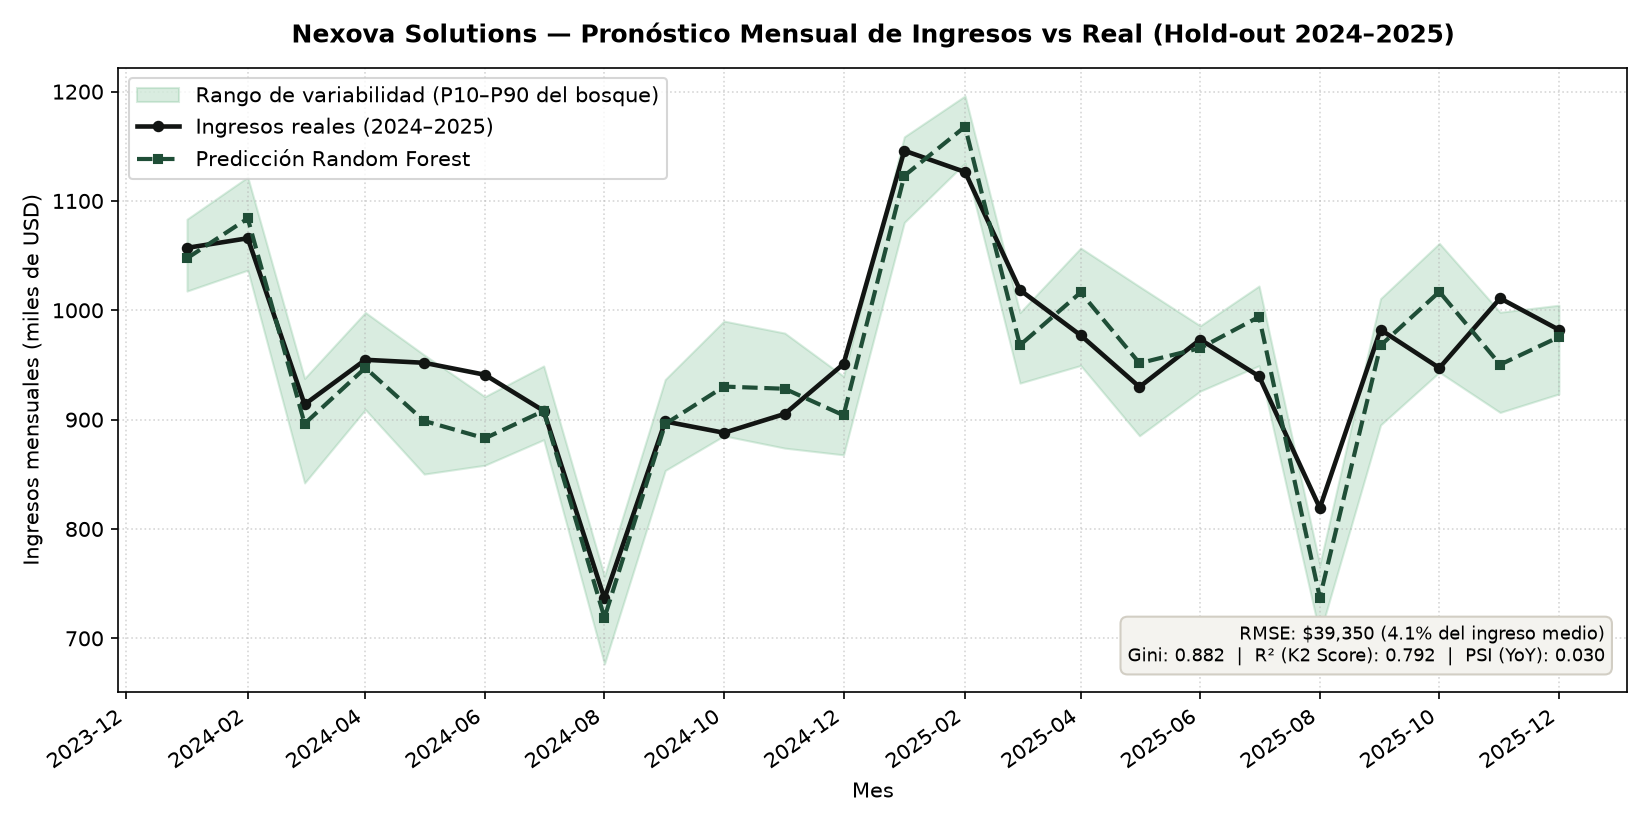 Nexova Solutions — Pronóstico Mensual de Ingresos vs Real (Hold-out 2024–2025)
Rango de variabilidad (P10–P90 del bosque)
Ingresos reales (2024–2025)
Predicción Random Forest
Ingresos mensuales (miles de USD)
1200
1100
1000
900
800
700
RMSE: $39,350 (4.1% del ingreso medio)
Gini: 0.882 | R² (K2 Score): 0.792 | PSI (YoY): 0.030
2023-12
2024-02
2024-04
2024-06
2024-08
2024-10
2024-12
2025-02
2025-04
2025-06
2025-08
2025-10
2025-12
Mes